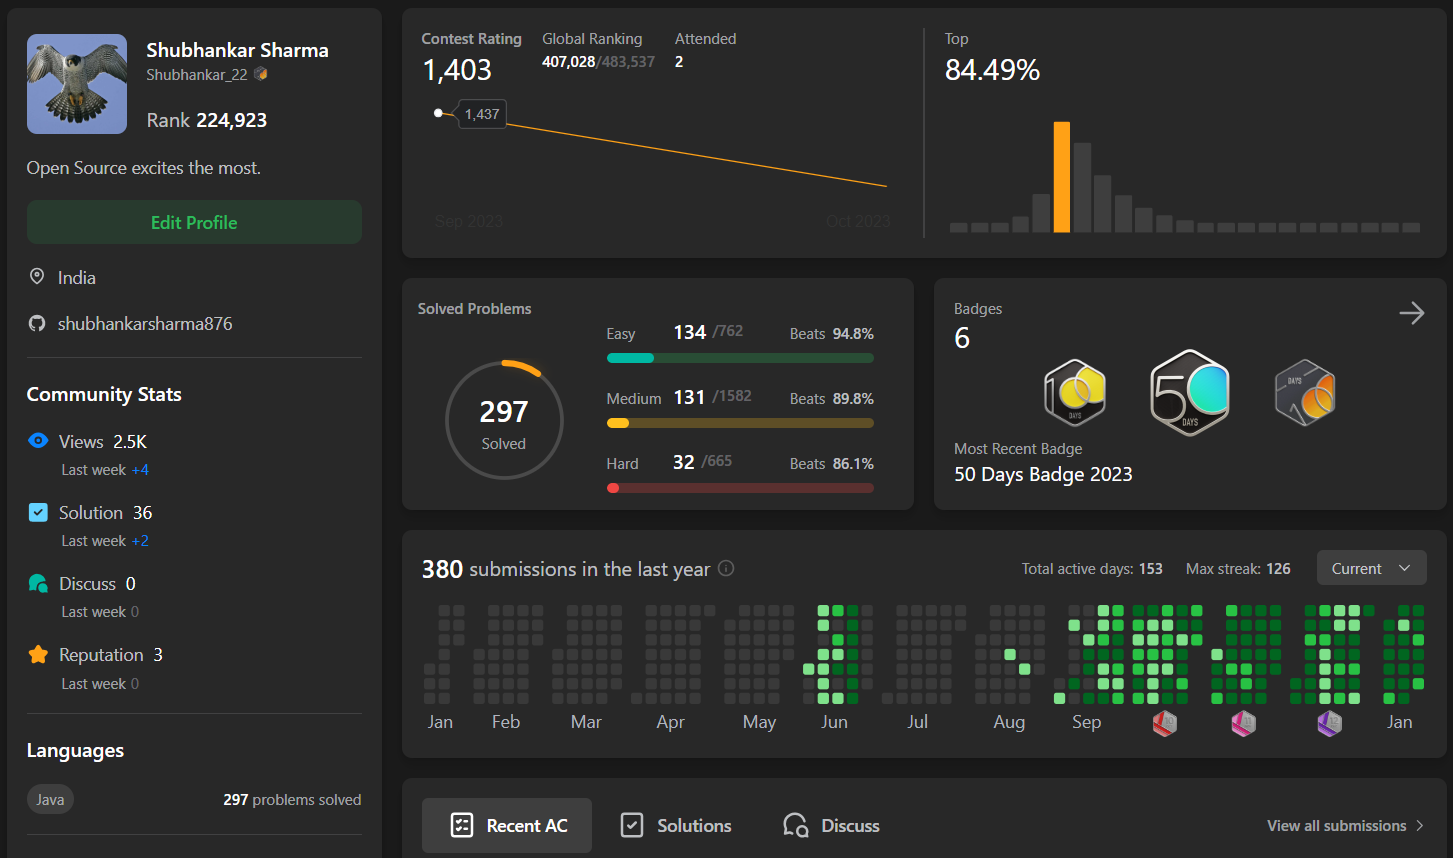 Shubhankar Sharma
Shubhankar_22
Rank 224,923
Open Source excites the most.
Edit Profile
India
shubhankarsharma876
Community Stats
Views 2.5K
Last week +4
Solution 36
Last week +2
Discuss 0
Last week 0
Reputation 3
Last week 0
Languages
Java 297 problems solved
Contest Rating Global Ranking Attended
1,403 407,028/483,537 2
1,437
Sep 2023 Oct 2023
Top
84.49%
Solved Problems
297
Solved
Easy 134 /762 Beats 94.8%
Medium 131 /1582 Beats 89.8%
Hard 32 /665 Beats 86.1%
Badges
6
100 DAYS
50 DAYS
DAYS
Most Recent Badge
50 Days Badge 2023
380 submissions in the last year Total active days: 153 Max streak: 126 Current
Jan Feb Mar Apr May Jun Jul Aug Sep Jan
Recent AC Solutions Discuss View all submissions